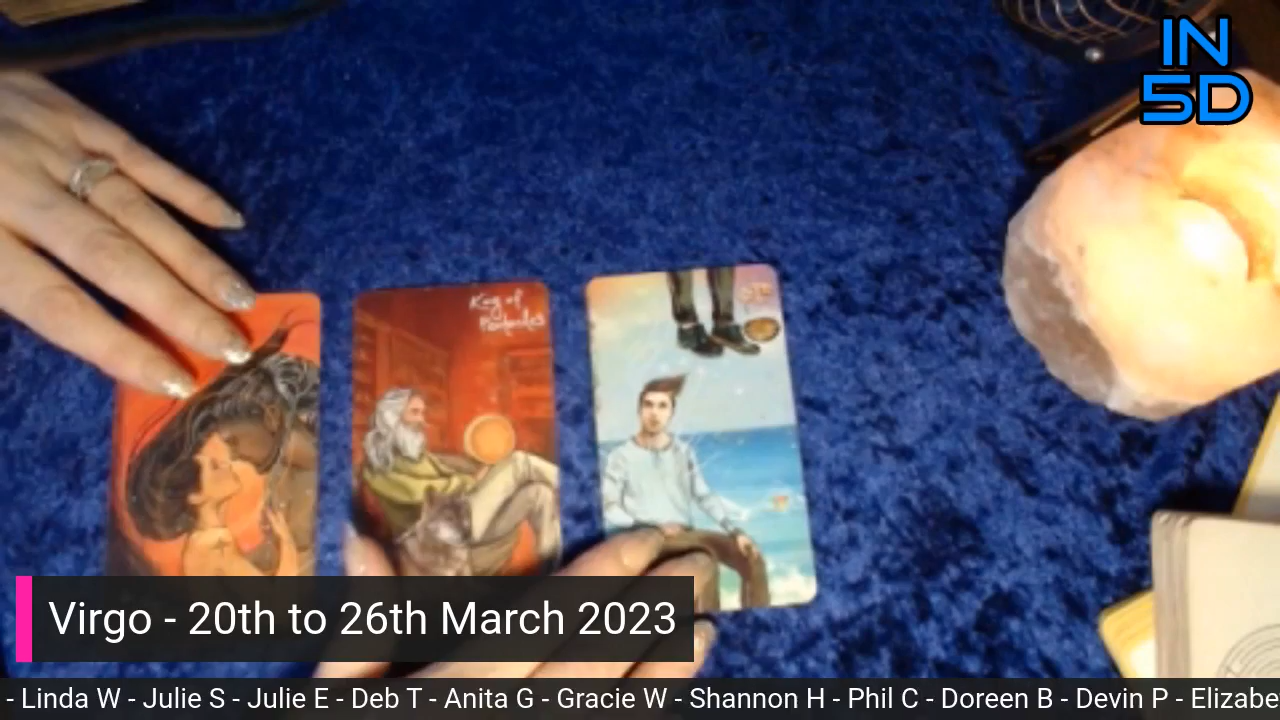 IN
5D
King of
Pentacles
Virgo - 20th to 26th March 2023
- Linda W - Julie S - Julie E - Deb T - Anita G - Gracie W - Shannon H - Phil C - Doreen B - Devin P - Elizabe